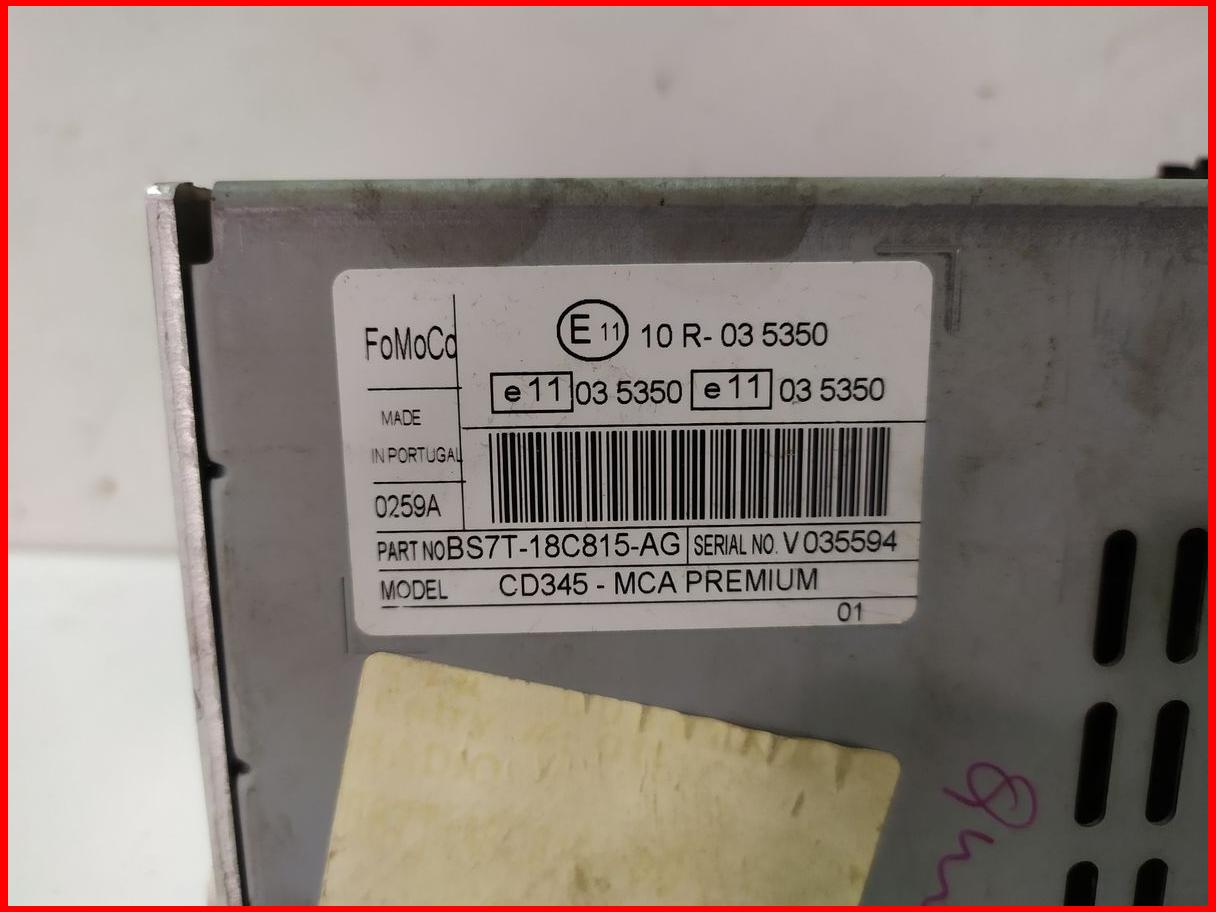 FoMoCo
E 11 10 R- 03 5350
e 11 03 5350 e 11 03 5350
MADE
IN PORTUGAL
0259A
PART NO BS7T-18C815-AG SERIAL NO. V 035594
MODEL CD345 - MCA PREMIUM
01